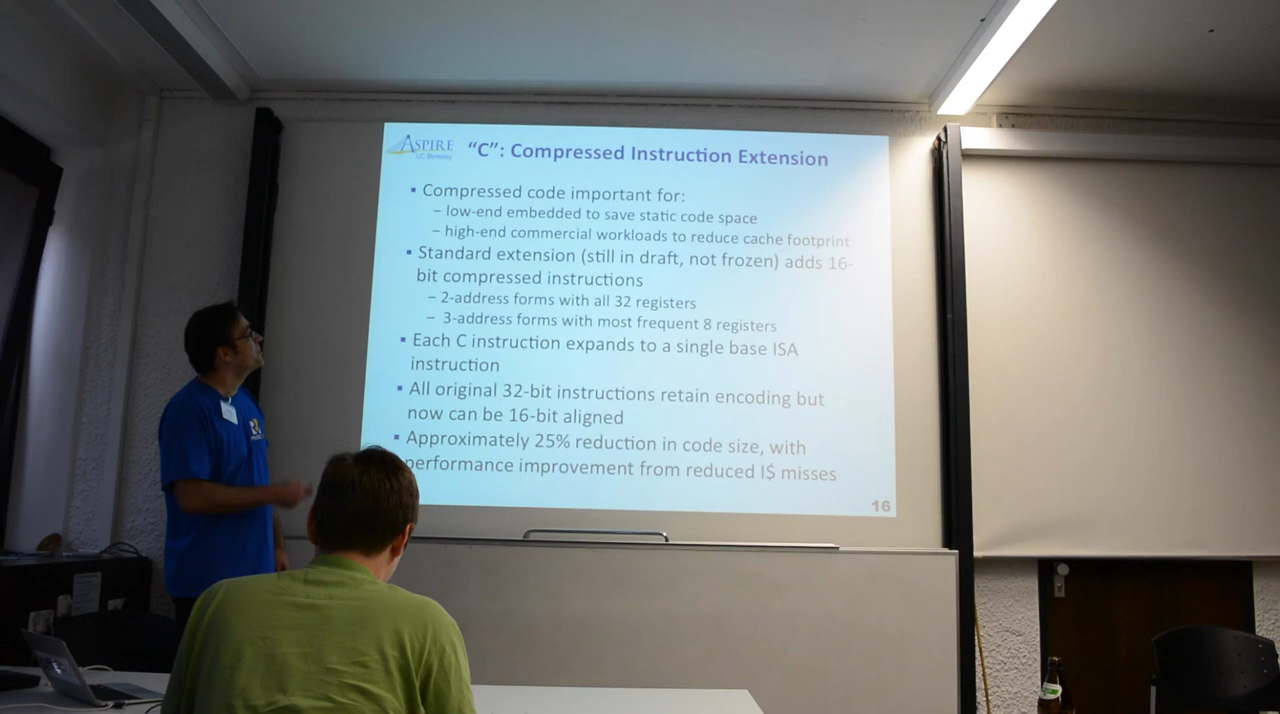 ASPIRE
UC Berkeley
“C”: Compressed Instruction Extension
▪ Compressed code important for:
– low-end embedded to save static code space
– high-end commercial workloads to reduce cache footprint
▪ Standard extension (still in draft, not frozen) adds 16-
bit compressed instructions
– 2-address forms with all 32 registers
– 3-address forms with most frequent 8 registers
▪ Each C instruction expands to a single base ISA
instruction
▪ All original 32-bit instructions retain encoding but
now can be 16-bit aligned
▪ Approximately 25% reduction in code size, with
performance improvement from reduced I$ misses
16